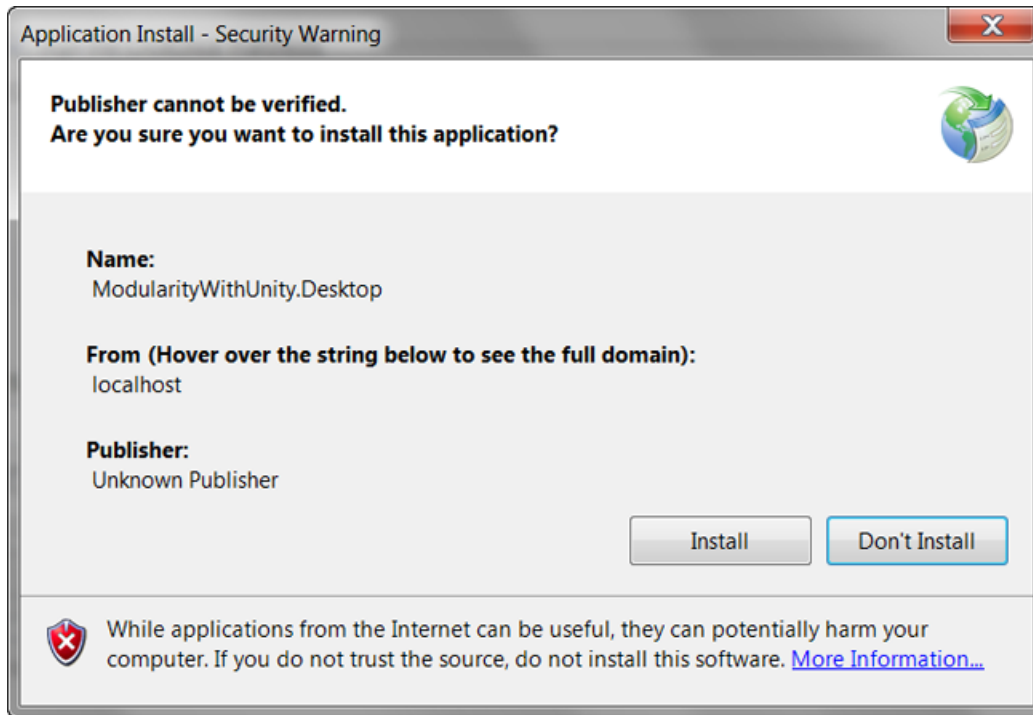 Application Install - Security Warning
Publisher cannot be verified.
Are you sure you want to install this application?
Name:
ModularityWithUnity.Desktop
From (Hover over the string below to see the full domain):
localhost
Publisher:
Unknown Publisher
Install Don't Install
While applications from the Internet can be useful, they can potentially harm your
computer. If you do not trust the source, do not install this software. More Information...